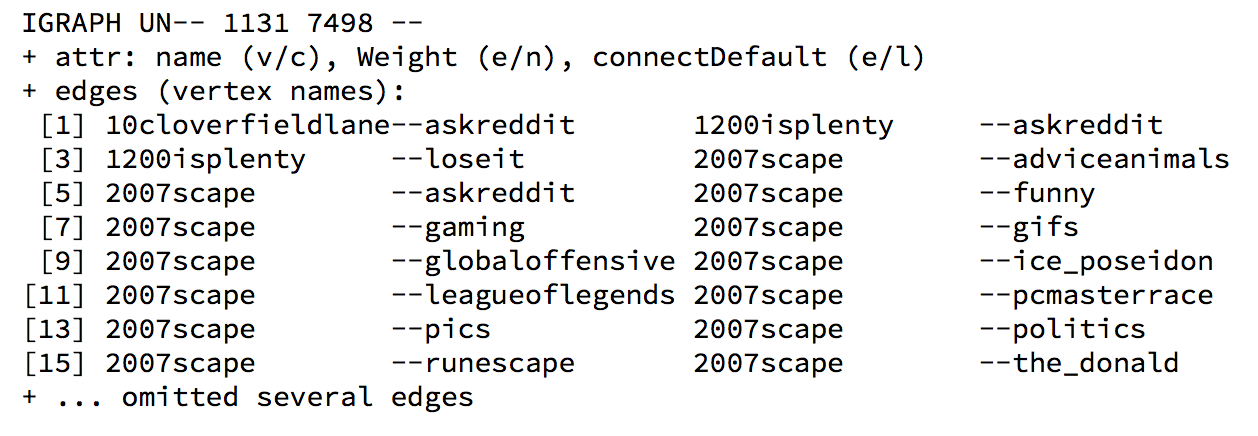 IGRAPH UN-- 1131 7498 --
+ attr: name (v/c), Weight (e/n), connectDefault (e/l)
+ edges (vertex names):
 [1] 10cloverfieldlane--askreddit       1200isplenty     --askreddit
 [3] 1200isplenty     --loseit          2007scape        --adviceanimals
 [5] 2007scape        --askreddit       2007scape        --funny
 [7] 2007scape        --gaming          2007scape        --gifs
 [9] 2007scape        --globaloffensive 2007scape        --ice_poseidon
[11] 2007scape        --leagueoflegends 2007scape        --pcmasterrace
[13] 2007scape        --pics            2007scape        --politics
[15] 2007scape        --runescape       2007scape        --the_donald
+ ... omitted several edges